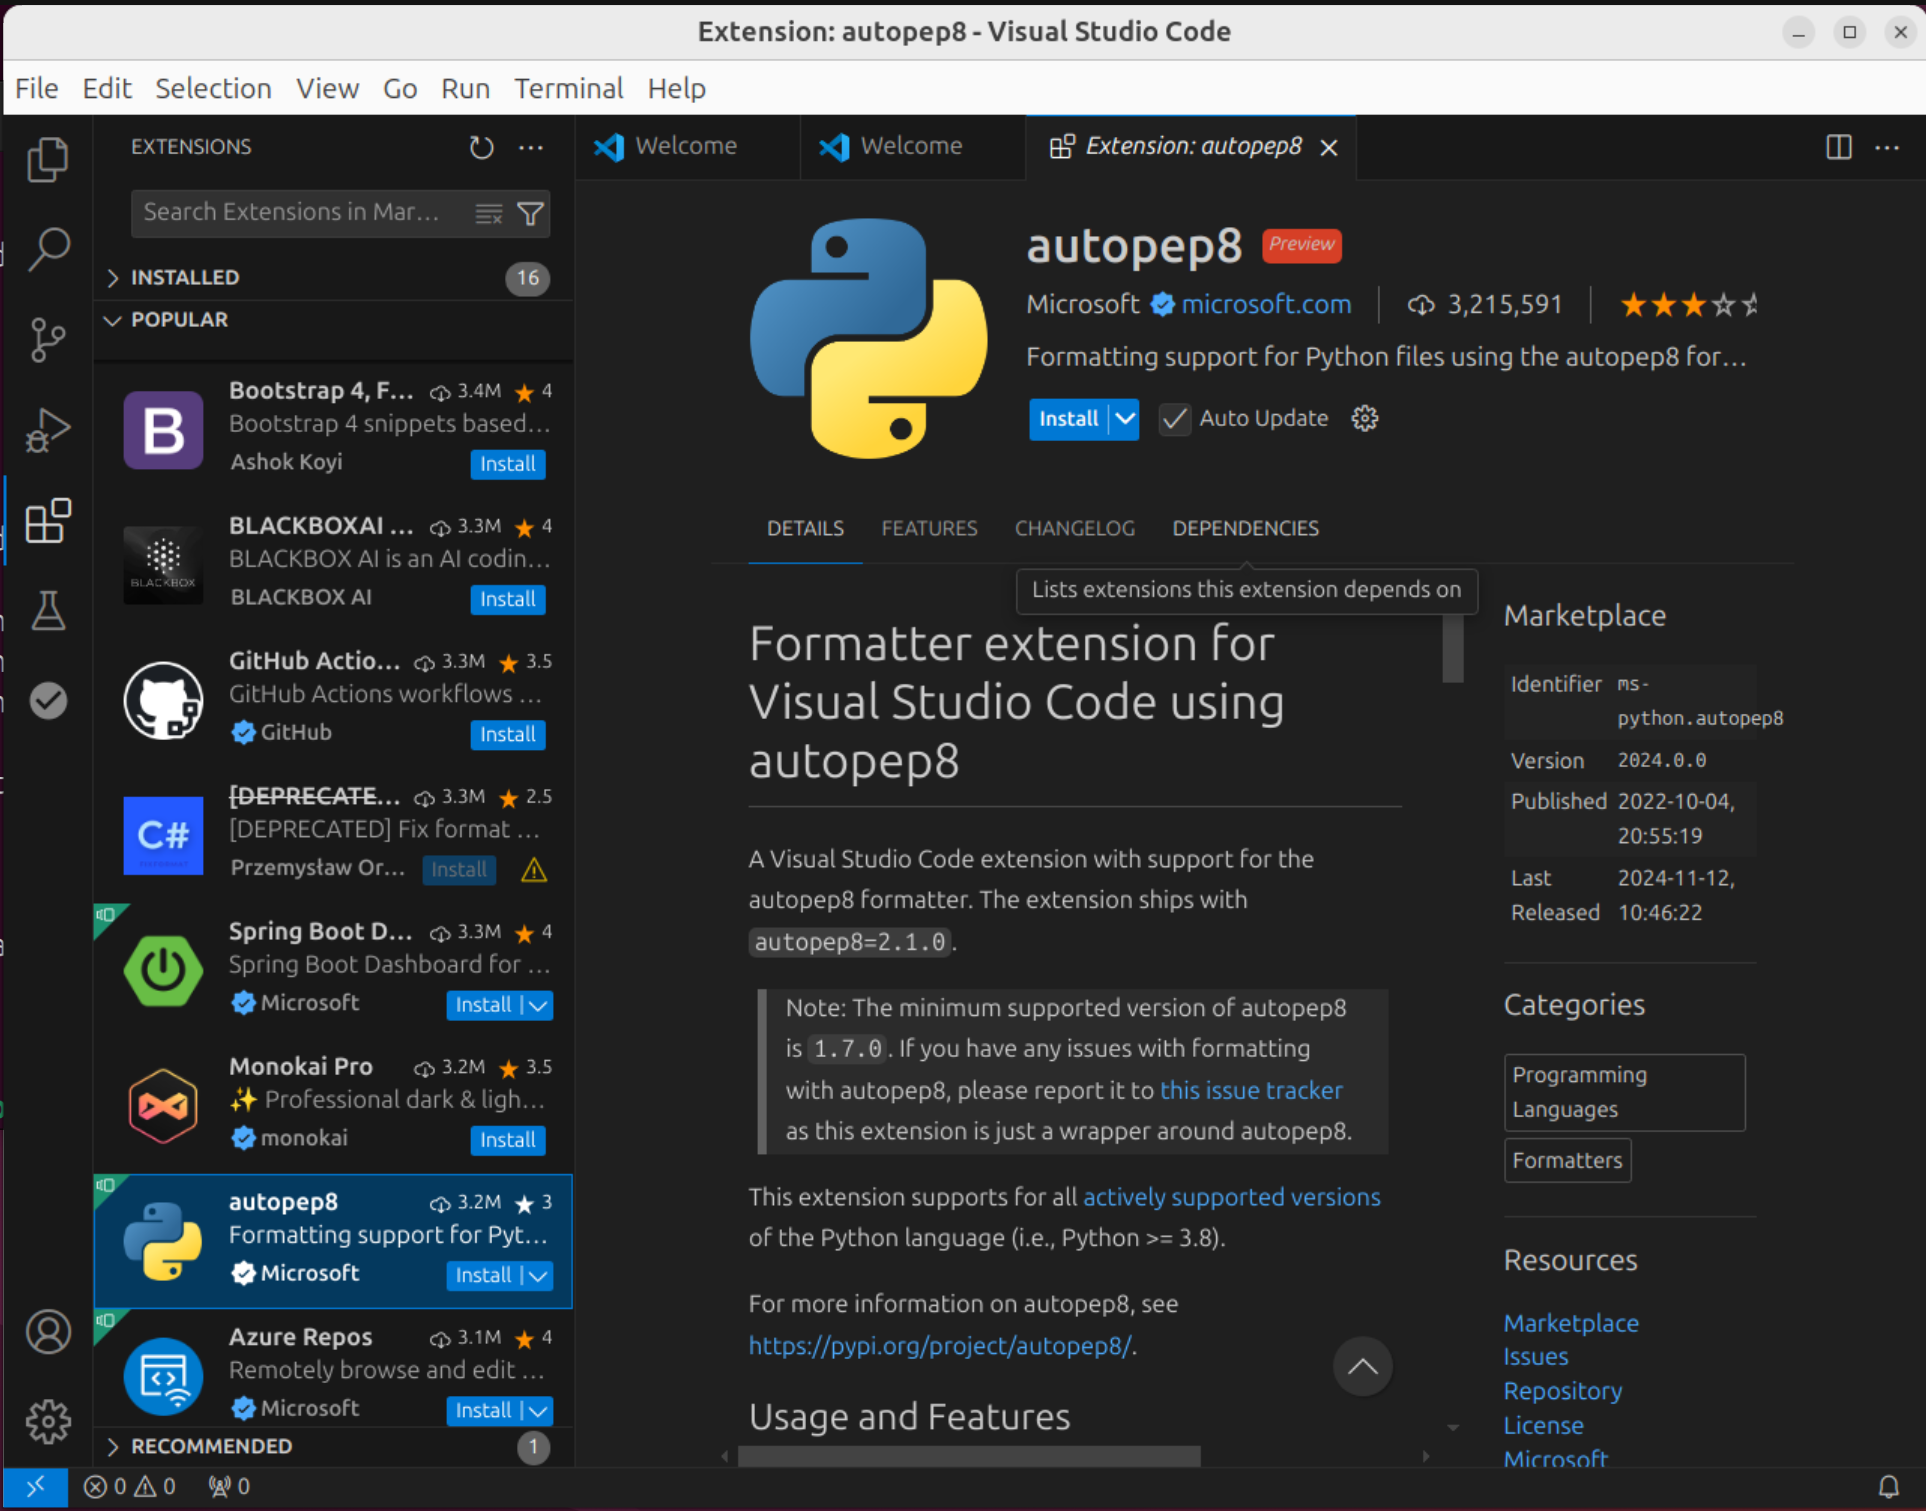 Extension: autopep8 - Visual Studio Code
File Edit Selection View Go Run Terminal Help
EXTENSIONS
Search Extensions in Mar...
INSTALLED 16
POPULAR
Bootstrap 4, F... 3.4M 4
Bootstrap 4 snippets based...
Ashok Koyi Install
BLACKBOX
BLACKBOXAI ... 3.3M 4
BLACKBOX AI is an AI codin...
BLACKBOX AI Install
GitHub Actio... 3.3M 3.5
GitHub Actions workflows ...
GitHub Install
C#
[DEPRECATE... 3.3M 2.5
[DEPRECATED] Fix format ...
Przemysław Or... Install
Spring Boot D... 3.3M 4
Spring Boot Dashboard for ...
Microsoft Install
Monokai Pro 3.2M 3.5
✨ Professional dark & ligh...
monokai Install
autopep8 3.2M 3
Formatting support for Pyt...
Microsoft Install
Azure Repos 3.1M 4
Remotely browse and edit ...
Microsoft Install
RECOMMENDED 1
Welcome Welcome Extension: autopep8
autopep8 Preview
Microsoft microsoft.com 3,215,591
Formatting support for Python files using the autopep8 for...
Install Auto Update
DETAILS FEATURES CHANGELOG DEPENDENCIES
Lists extensions this extension depends on
Formatter extension for
Visual Studio Code using
autopep8
A Visual Studio Code extension with support for the
autopep8 formatter. The extension ships with
autopep8=2.1.0.
Note: The minimum supported version of autopep8
is 1.7.0. If you have any issues with formatting
with autopep8, please report it to this issue tracker
as this extension is just a wrapper around autopep8.
This extension supports for all actively supported versions
of the Python language (i.e., Python >= 3.8).
For more information on autopep8, see
https://pypi.org/project/autopep8/.
Usage and Features
Marketplace
Identifier ms-
python.autopep8
Version 2024.0.0
Published 2022-10-04,
20:55:19
Last 2024-11-12,
Released 10:46:22
Categories
Programming
Languages
Formatters
Resources
Marketplace
Issues
Repository
License
Microsoft
0 0 0